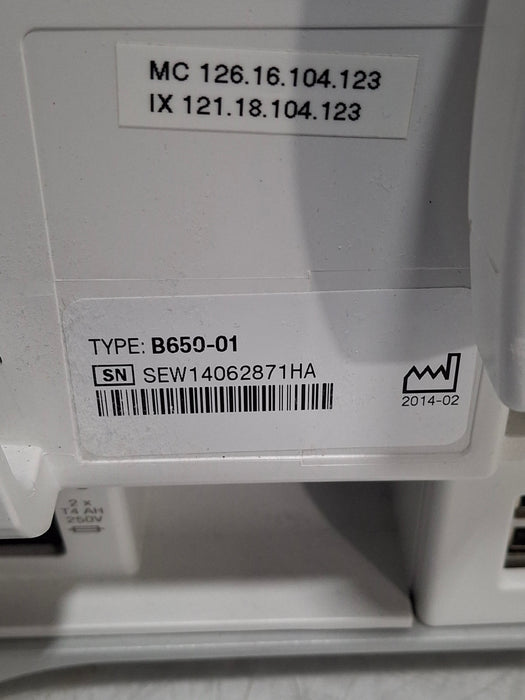 MC 126.16.104.123
IX 121.18.104.123
TYPE: B650-01
SN SEW14062871HA
2014-02
2 x
T4 AH
250V